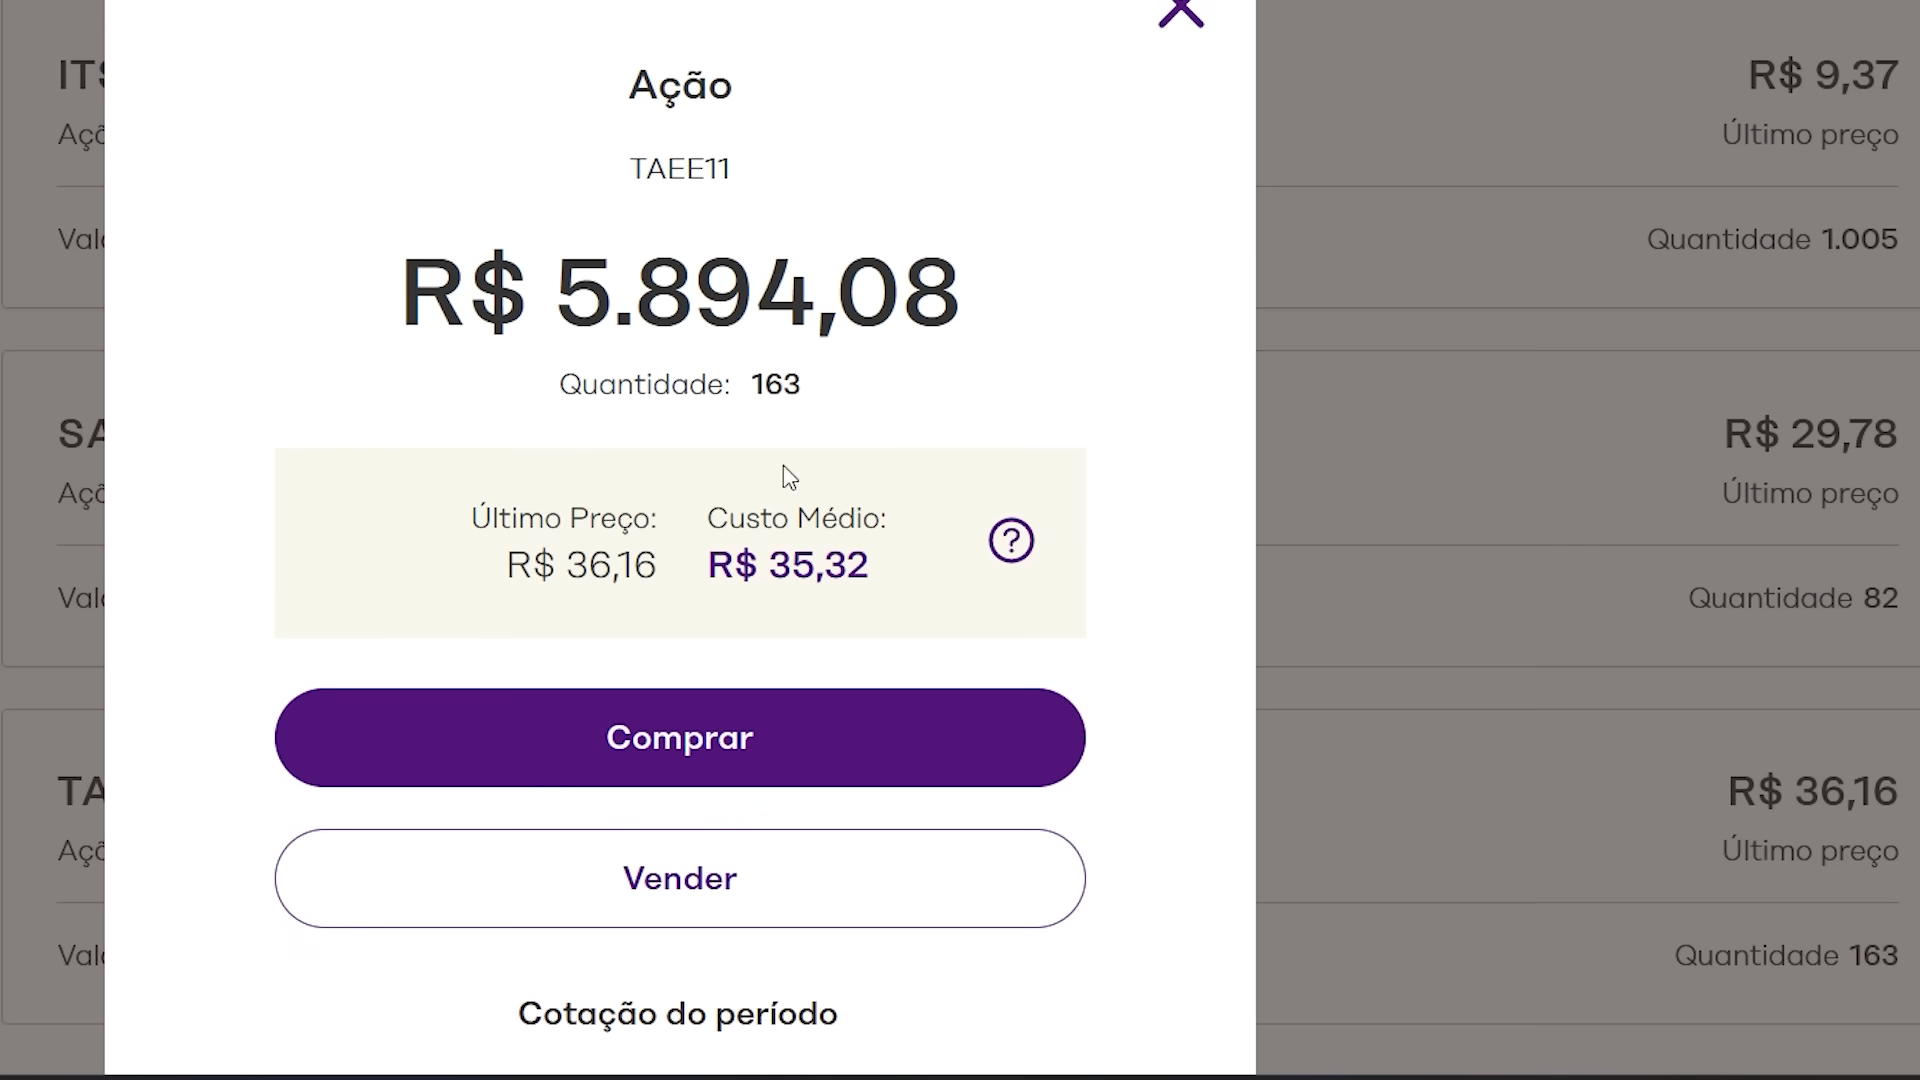 Ação
TAEE11
R$ 5.894,08
Quantidade: 163
Último Preço:
R$ 36,16
Custo Médio:
R$ 35,32
?
Comprar
Vender
Cotação do período
R$ 9,37
Último preço
Quantidade 1.005
R$ 29,78
Último preço
Quantidade 82
R$ 36,16
Último preço
Quantidade 163